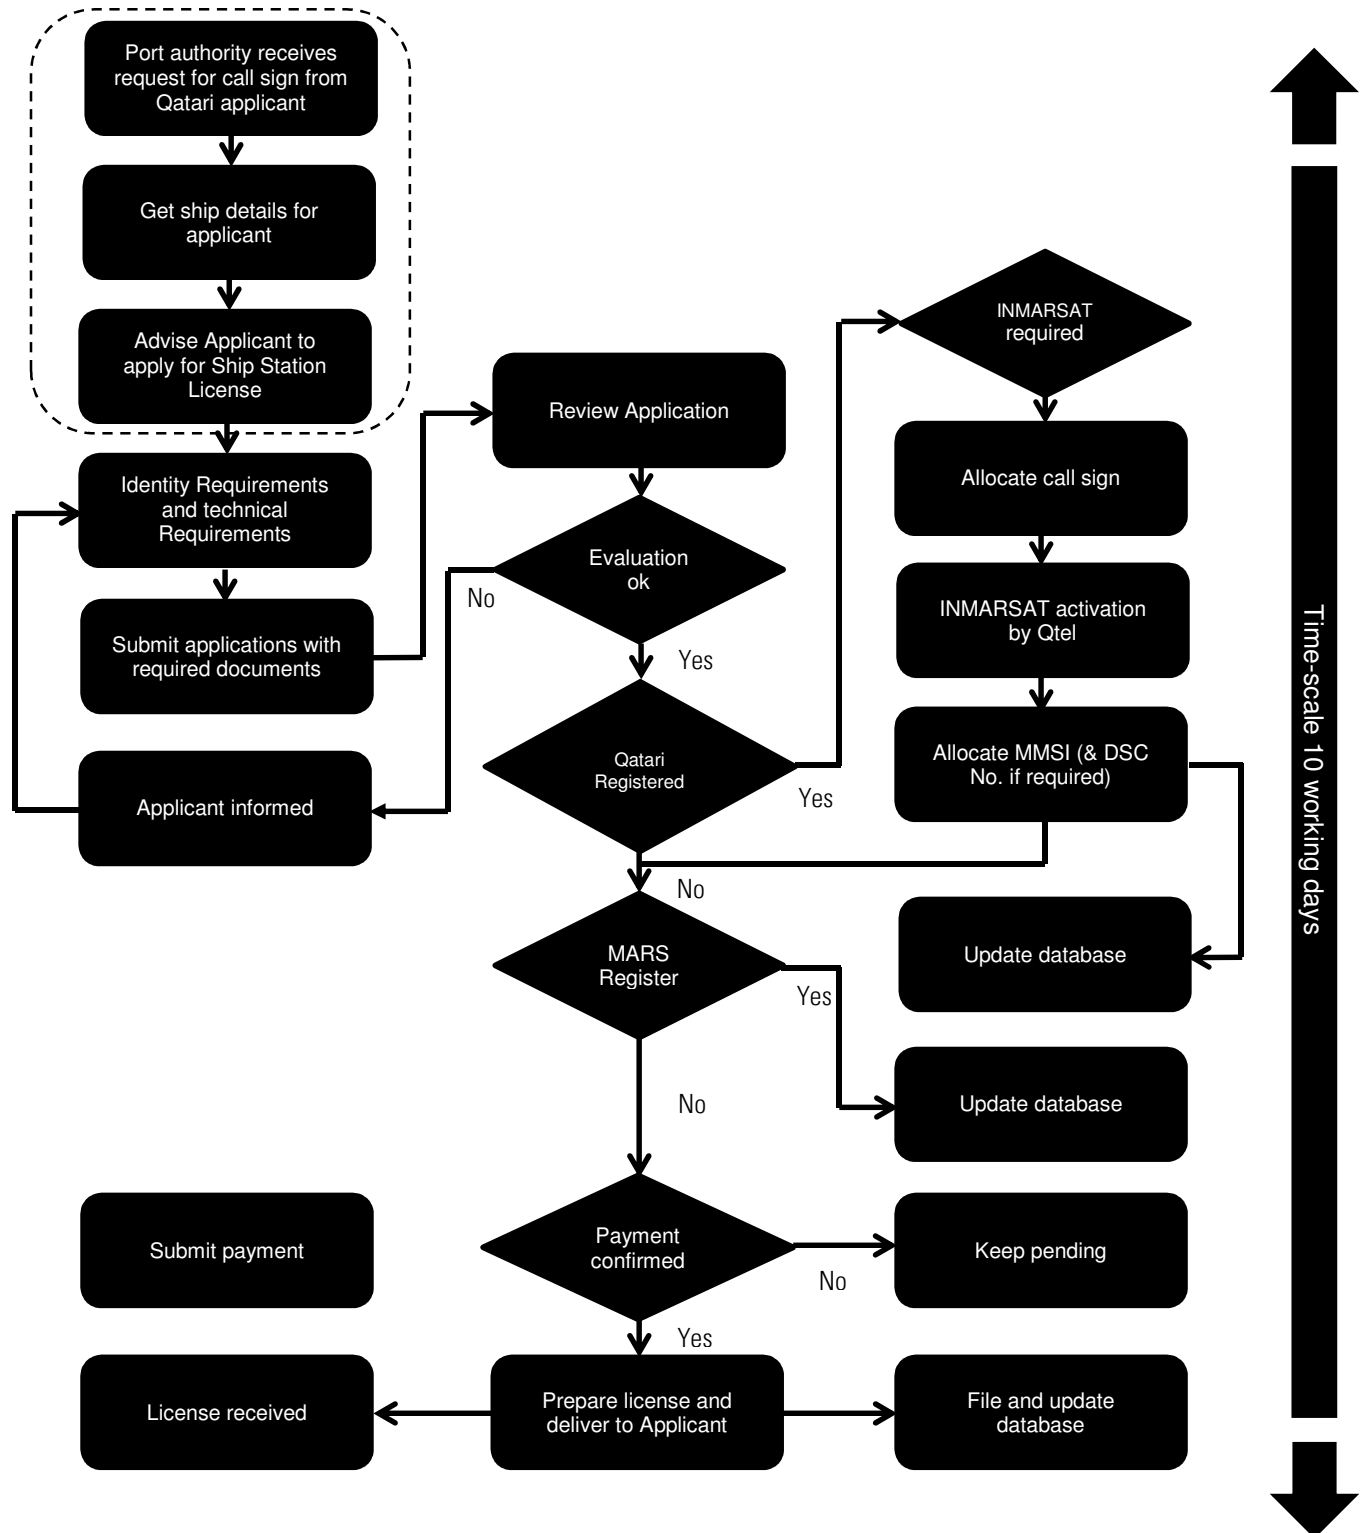 Port authority receives
request for call sign from
Qatari applicant
Get ship details for
applicant
Advise Applicant to
apply for Ship Station
License
Identity Requirements
and technical
Requirements
Submit applications with
required documents
Applicant informed
Review Application
Evaluation
ok
No
Yes
Qatari
Registered
Yes
No
INMARSAT
required
Allocate call sign
INMARSAT activation
by Qtel
Allocate MMSI (& DSC
No. if required)
Update database
MARS
Register
Yes
No
Update database
Submit payment
Payment
confirmed
No
Yes
Keep pending
License received
Prepare license and
deliver to Applicant
File and update
database
Time-scale 10 working days